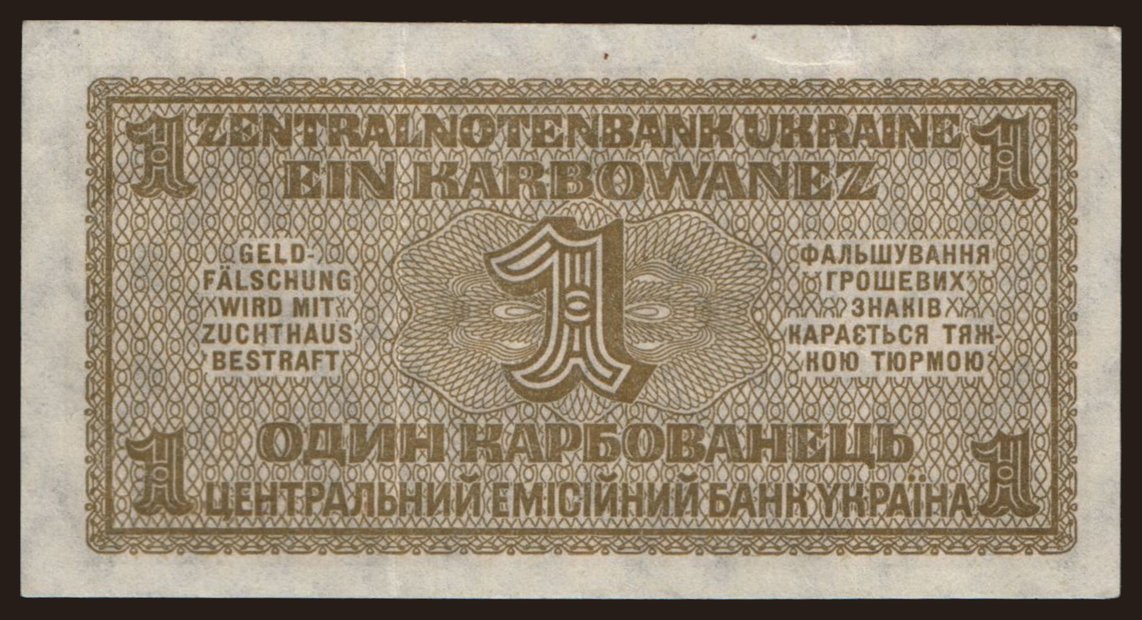 1 ZENTRALNOTENBANK UKRAINE 1
EIN KARBOWANEZ
GELD-
FÄLSCHUNG
WIRD MIT
ZUCHTHAUS
BESTRAFT
1
ФАЛЬШУВАННЯ
ГРОШЕВИХ
ЗНАКІВ
КАРАЄТЬСЯ ТЯЖ-
КОЮ ТЮРМОЮ
ОДИН КАРБОВАНЕЦЬ
1 ЦЕНТРАЛЬНИЙ ЕМІСІЙНИЙ БАНК УКРАЇНА 1